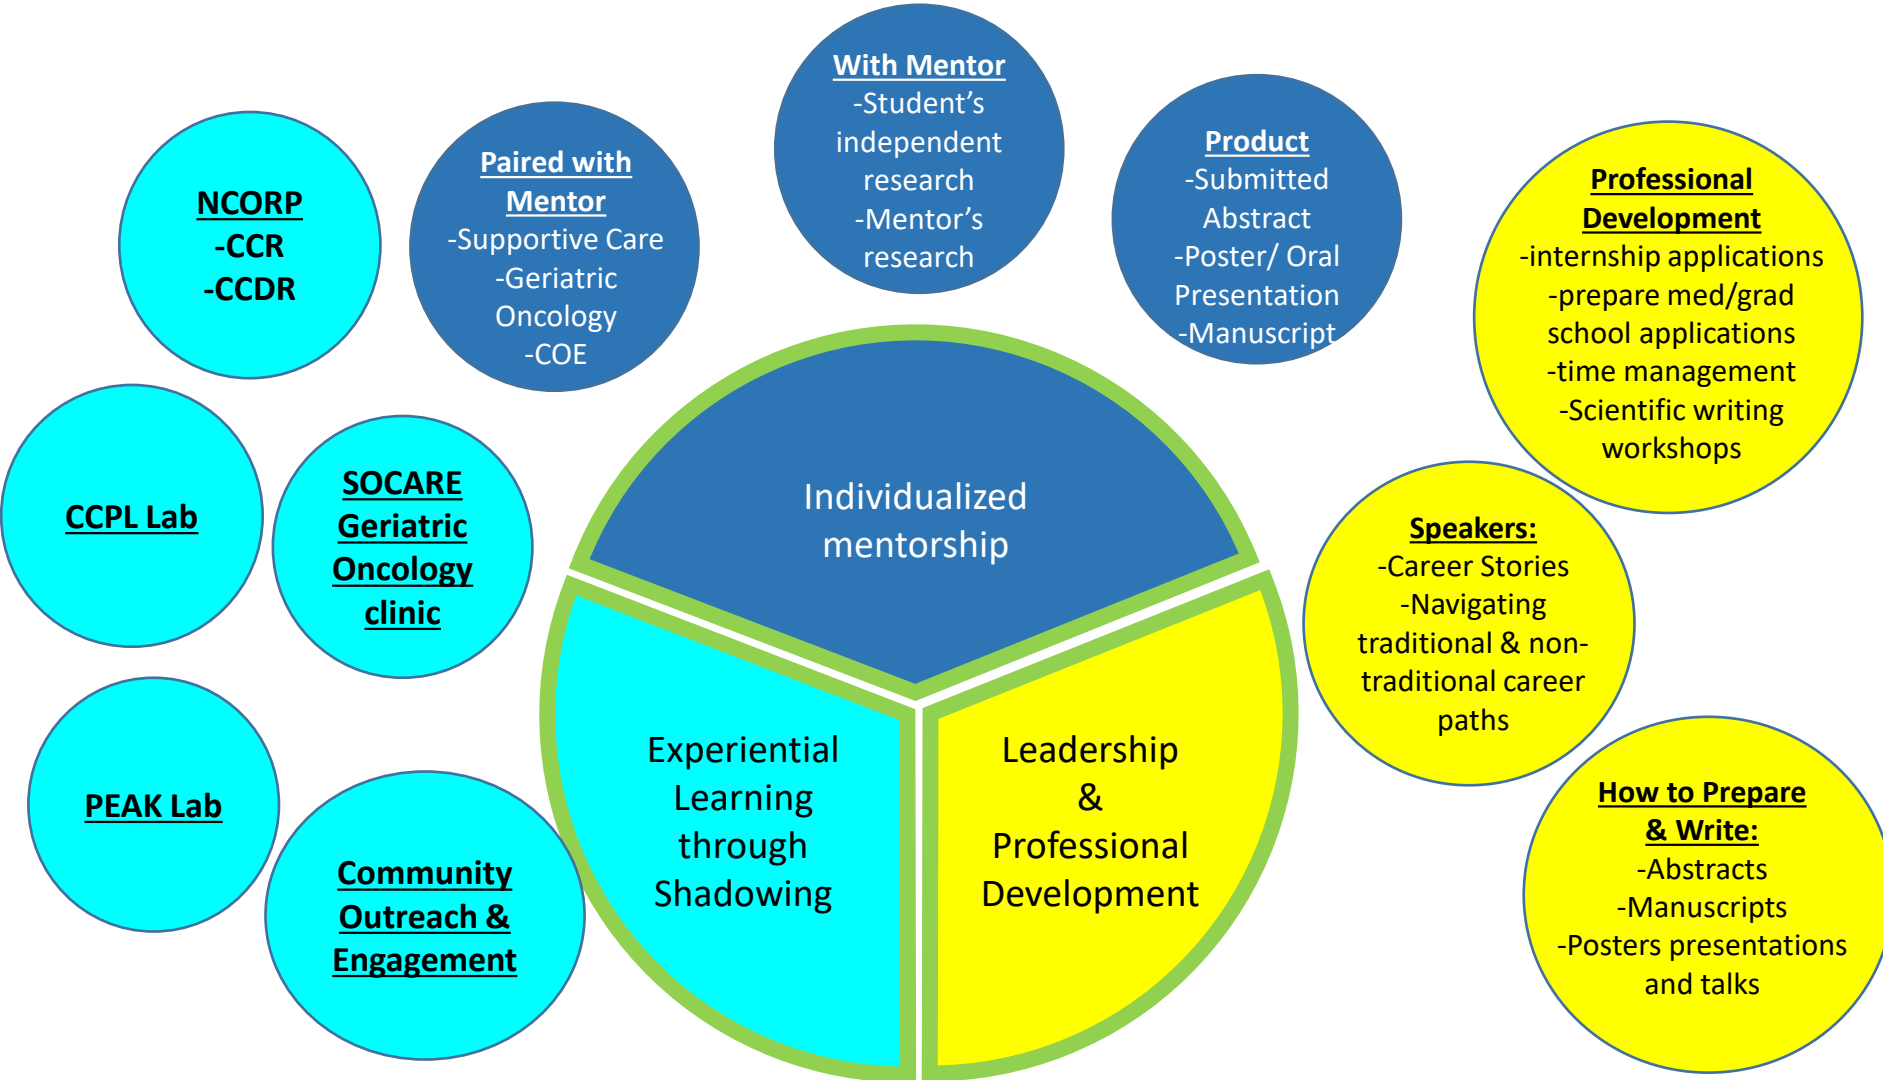 With Mentor
-Student’s
independent
research
-Mentor’s
research
Paired with
Mentor
-Supportive Care
-Geriatric
Oncology
-COE
Product
-Submitted
Abstract
-Poster/ Oral
Presentation
-Manuscript
NCORP
-CCR
-CCDR
CCPL Lab
SOCARE
Geriatric
Oncology
clinic
PEAK Lab
Community
Outreach &
Engagement
Individualized
mentorship
Experiential
Learning
through
Shadowing
Leadership
&
Professional
Development
Professional
Development
-internship applications
-prepare med/grad
school applications
-time management
-Scientific writing
workshops
Speakers:
-Career Stories
-Navigating
traditional & non-
traditional career
paths
How to Prepare
& Write:
-Abstracts
-Manuscripts
-Posters presentations
and talks